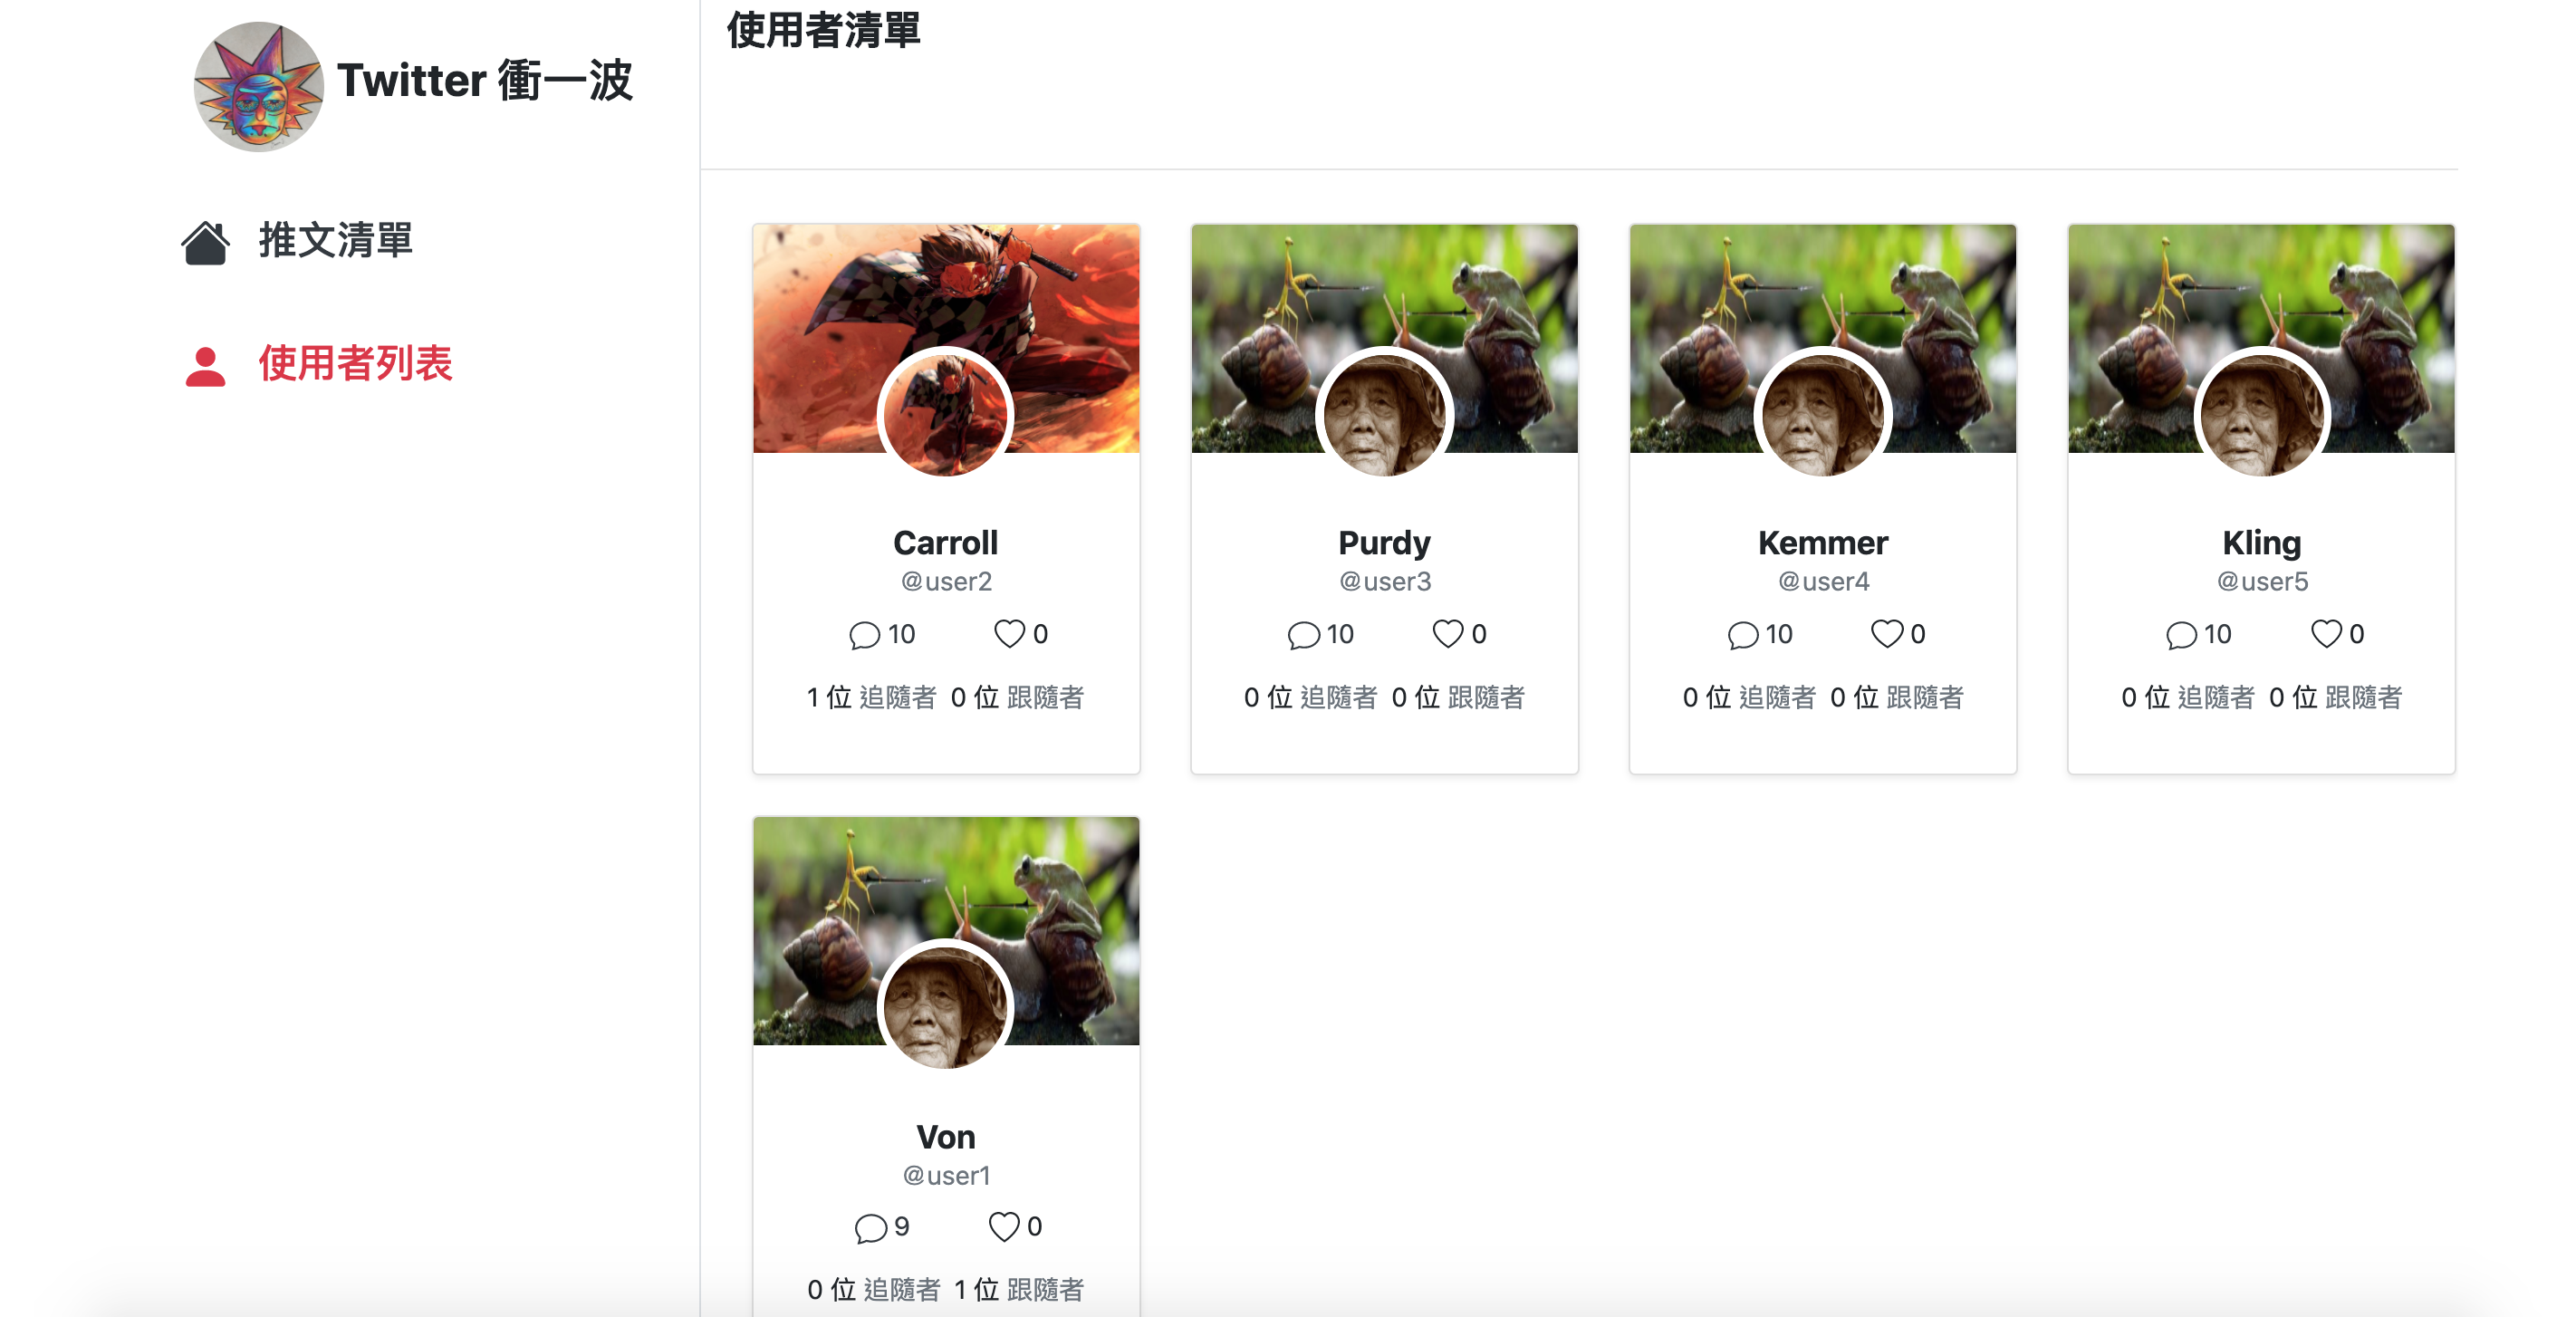 Twitter 衝一波
推文清單
使用者列表
使用者清單
Carroll
@user2
10 0
1 位 追隨者 0 位 跟隨者
Purdy
@user3
10 0
0 位 追隨者 0 位 跟隨者
Kemmer
@user4
10 0
0 位 追隨者 0 位 跟隨者
Kling
@user5
10 0
0 位 追隨者 0 位 跟隨者
Von
@user1
9 0
0 位 追隨者 1 位 跟隨者